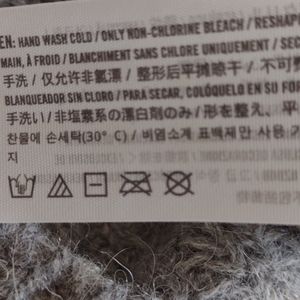 EN: HAND WASH COLD / ONLY NON-CHLORINE BLEACH / RESHAP
MAIN, À FROID / BLANCHIMENT SANS CHLORE UNIQUEMENT / SEC
手洗 / 仅允许非氯漂 / 整形后平摊晾干 / 不可
BLANQUEADOR SIN CLORO / PARA SECAR, COLÓQUELO EN SU FOR
手洗い / 非塩素系の漂白剤のみ / 形を整え、平
찬물에 손세탁(30° C) / 비염소계 표백제만 사용 가
지